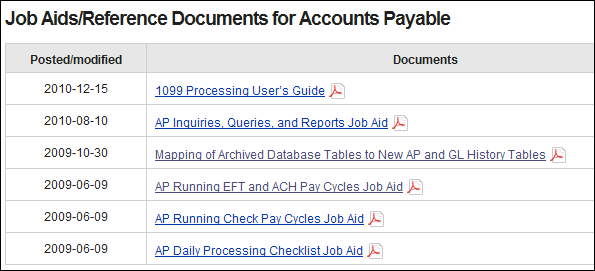 Job Aids/Reference Documents for Accounts Payable
Posted/modified Documents
2010-12-15 1099 Processing User's Guide
2010-08-10 AP Inquiries, Queries, and Reports Job Aid
2009-10-30 Mapping of Archived Database Tables to New AP and GL History Tables
2009-06-09 AP Running EFT and ACH Pay Cycles Job Aid
2009-06-09 AP Running Check Pay Cycles Job Aid
2009-06-09 AP Daily Processing Checklist Job Aid